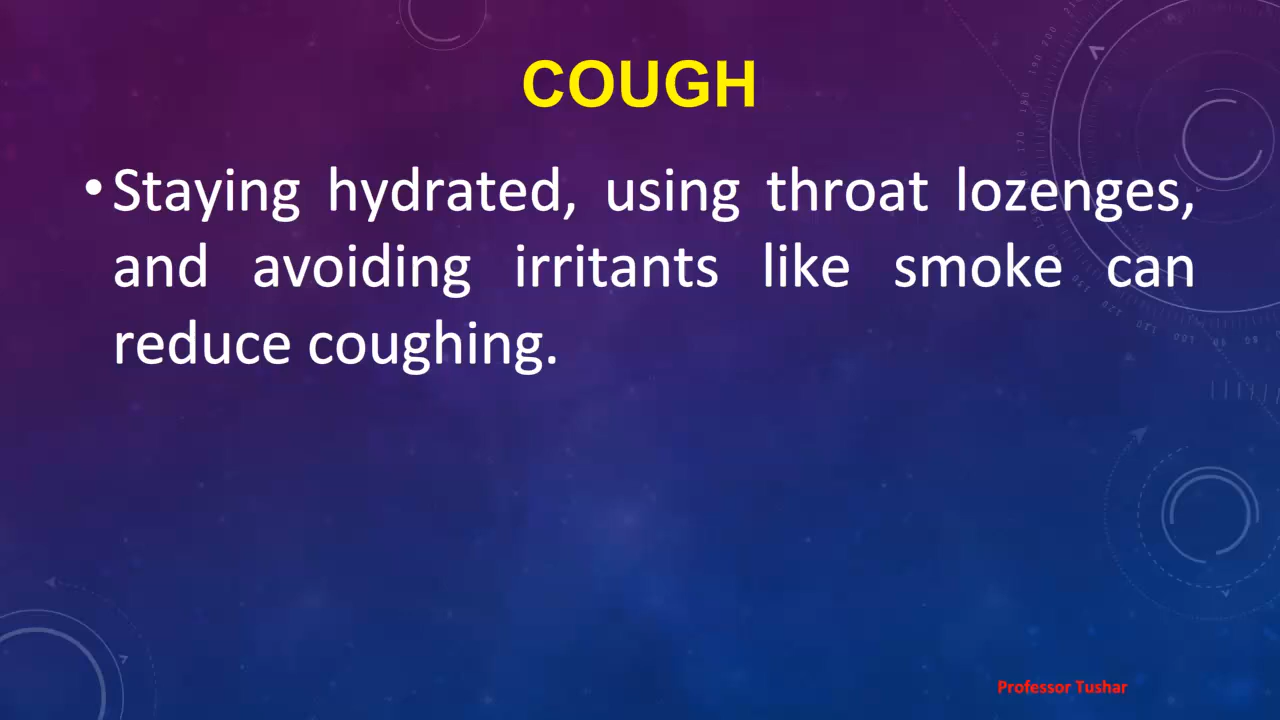 COUGH
• Staying hydrated, using throat lozenges,
and avoiding irritants like smoke can
reduce coughing.
Professor Tushar